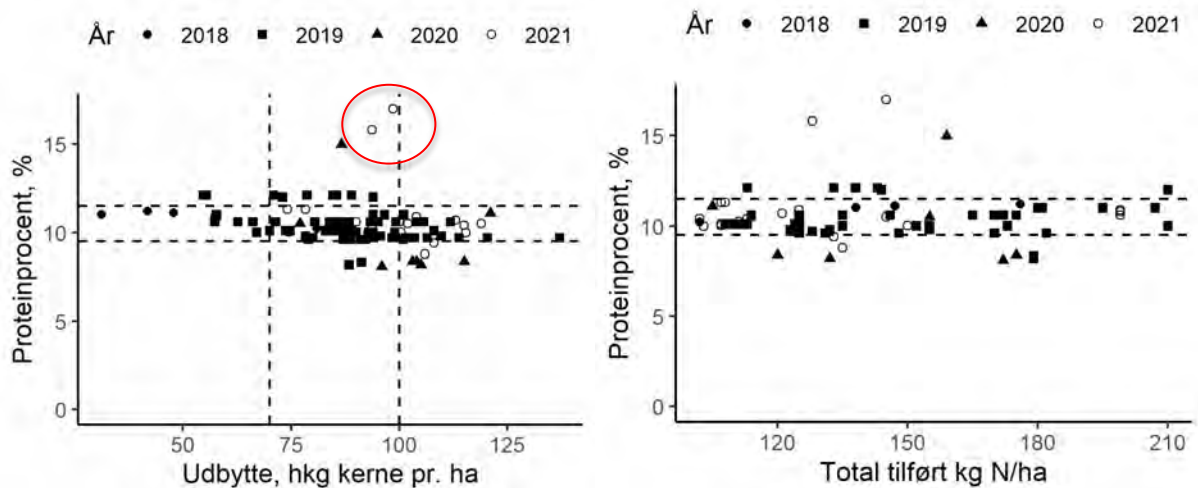 År 2018 2019 2020 2021
Proteinprocent, %
15
10
5
0
50 75 100 125
Udbytte, hkg kerne pr. ha
År 2018 2019 2020 2021
Proteinprocent, %
15
10
5
0
120 150 180 210
Total tilført kg N/ha